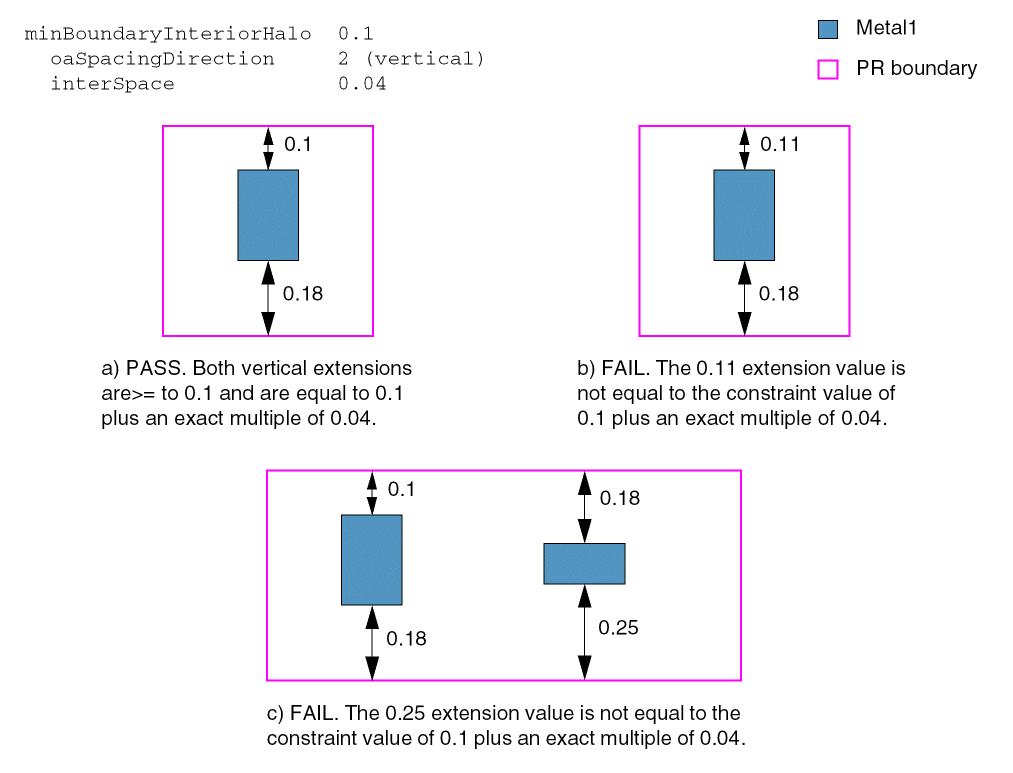 minBoundaryInteriorHalo 0.1
oaSpacingDirection 2 (vertical)
interSpace 0.04
Metal1
PR boundary
0.1
0.18
0.11
0.18
a) PASS. Both vertical extensions
are>= to 0.1 and are equal to 0.1
plus an exact multiple of 0.04.
b) FAIL. The 0.11 extension value is
not equal to the constraint value of
0.1 plus an exact multiple of 0.04.
0.1
0.18
0.18
0.25
c) FAIL. The 0.25 extension value is not equal to the
constraint value of 0.1 plus an exact multiple of 0.04.